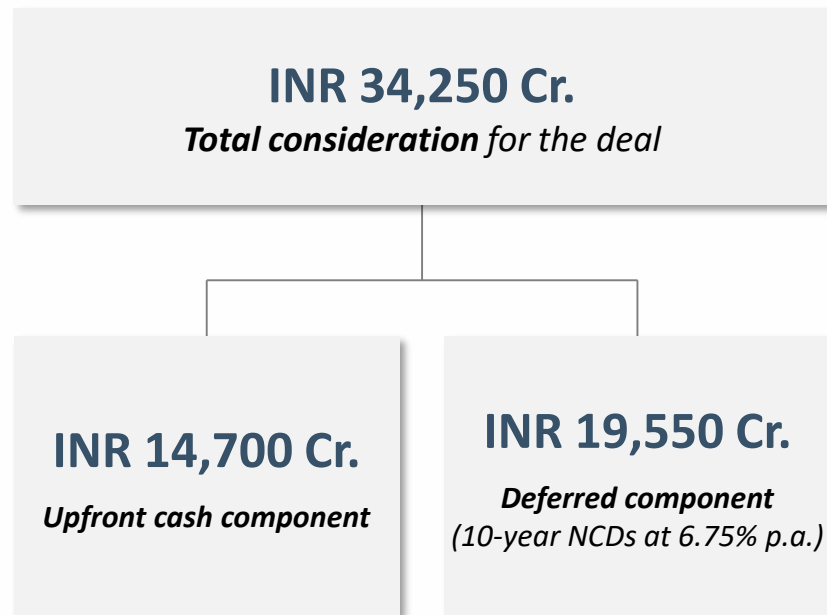 INR 34,250 Cr.
Total consideration for the deal
INR 14,700 Cr.
Upfront cash component
INR 19,550 Cr.
Deferred component
(10-year NCDs at 6.75% p.a.)